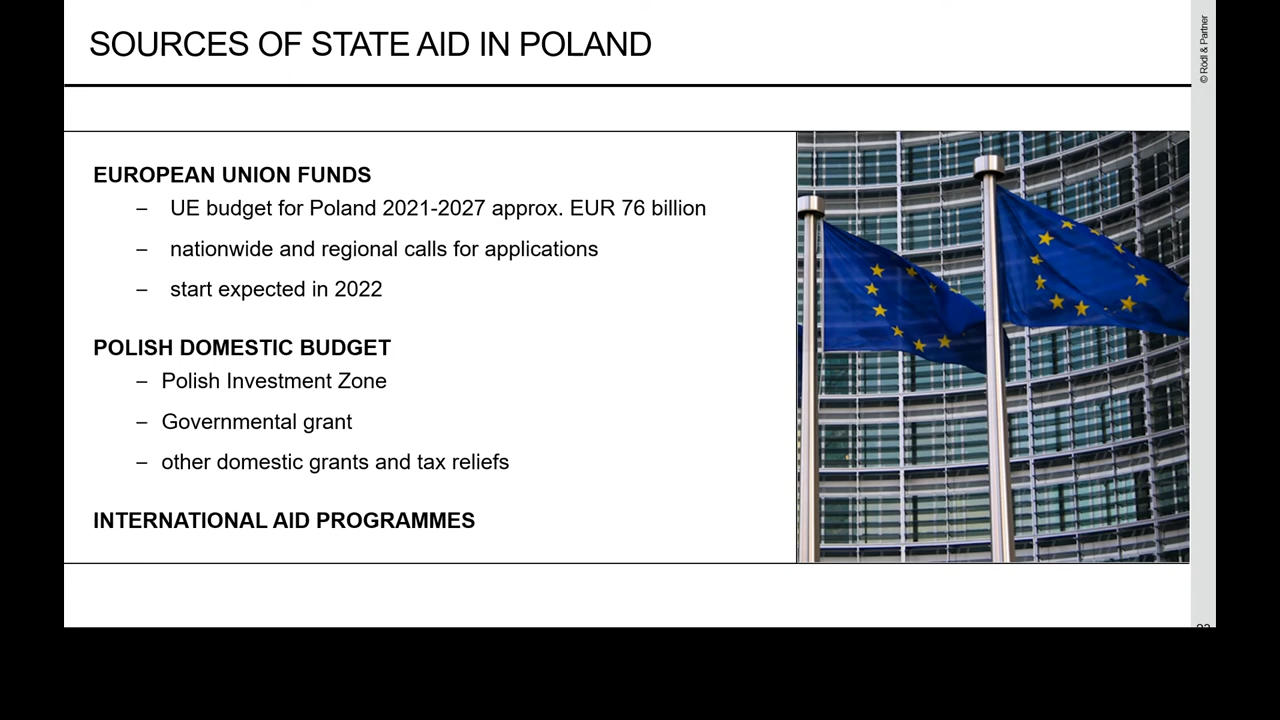 SOURCES OF STATE AID IN POLAND
© Rödl & Partner
EUROPEAN UNION FUNDS
– UE budget for Poland 2021-2027 approx. EUR 76 billion
– nationwide and regional calls for applications
– start expected in 2022
POLISH DOMESTIC BUDGET
– Polish Investment Zone
– Governmental grant
– other domestic grants and tax reliefs
INTERNATIONAL AID PROGRAMMES